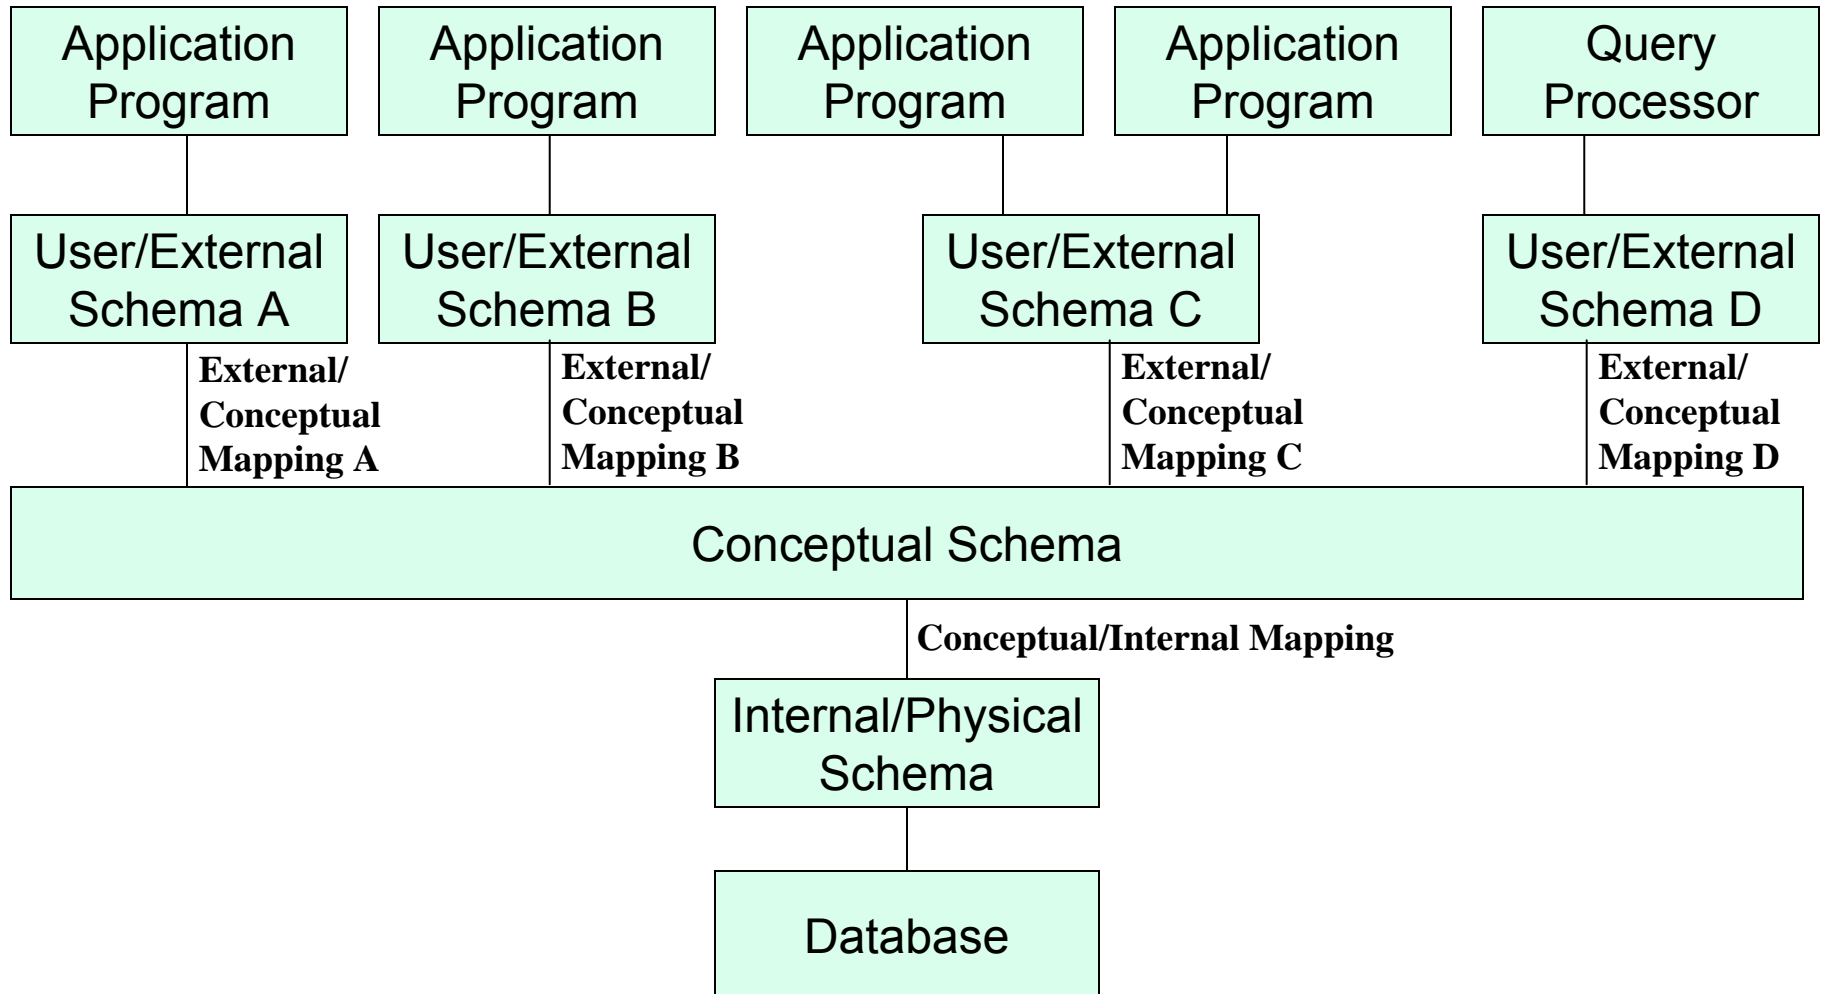 Application
Program
Application
Program
Application
Program
Application
Program
Query
Processor
User/External
Schema A
User/External
Schema B
User/External
Schema C
User/External
Schema D
External/
Conceptual
Mapping A
External/
Conceptual
Mapping B
External/
Conceptual
Mapping C
External/
Conceptual
Mapping D
Conceptual Schema
Conceptual/Internal Mapping
Internal/Physical
Schema
Database